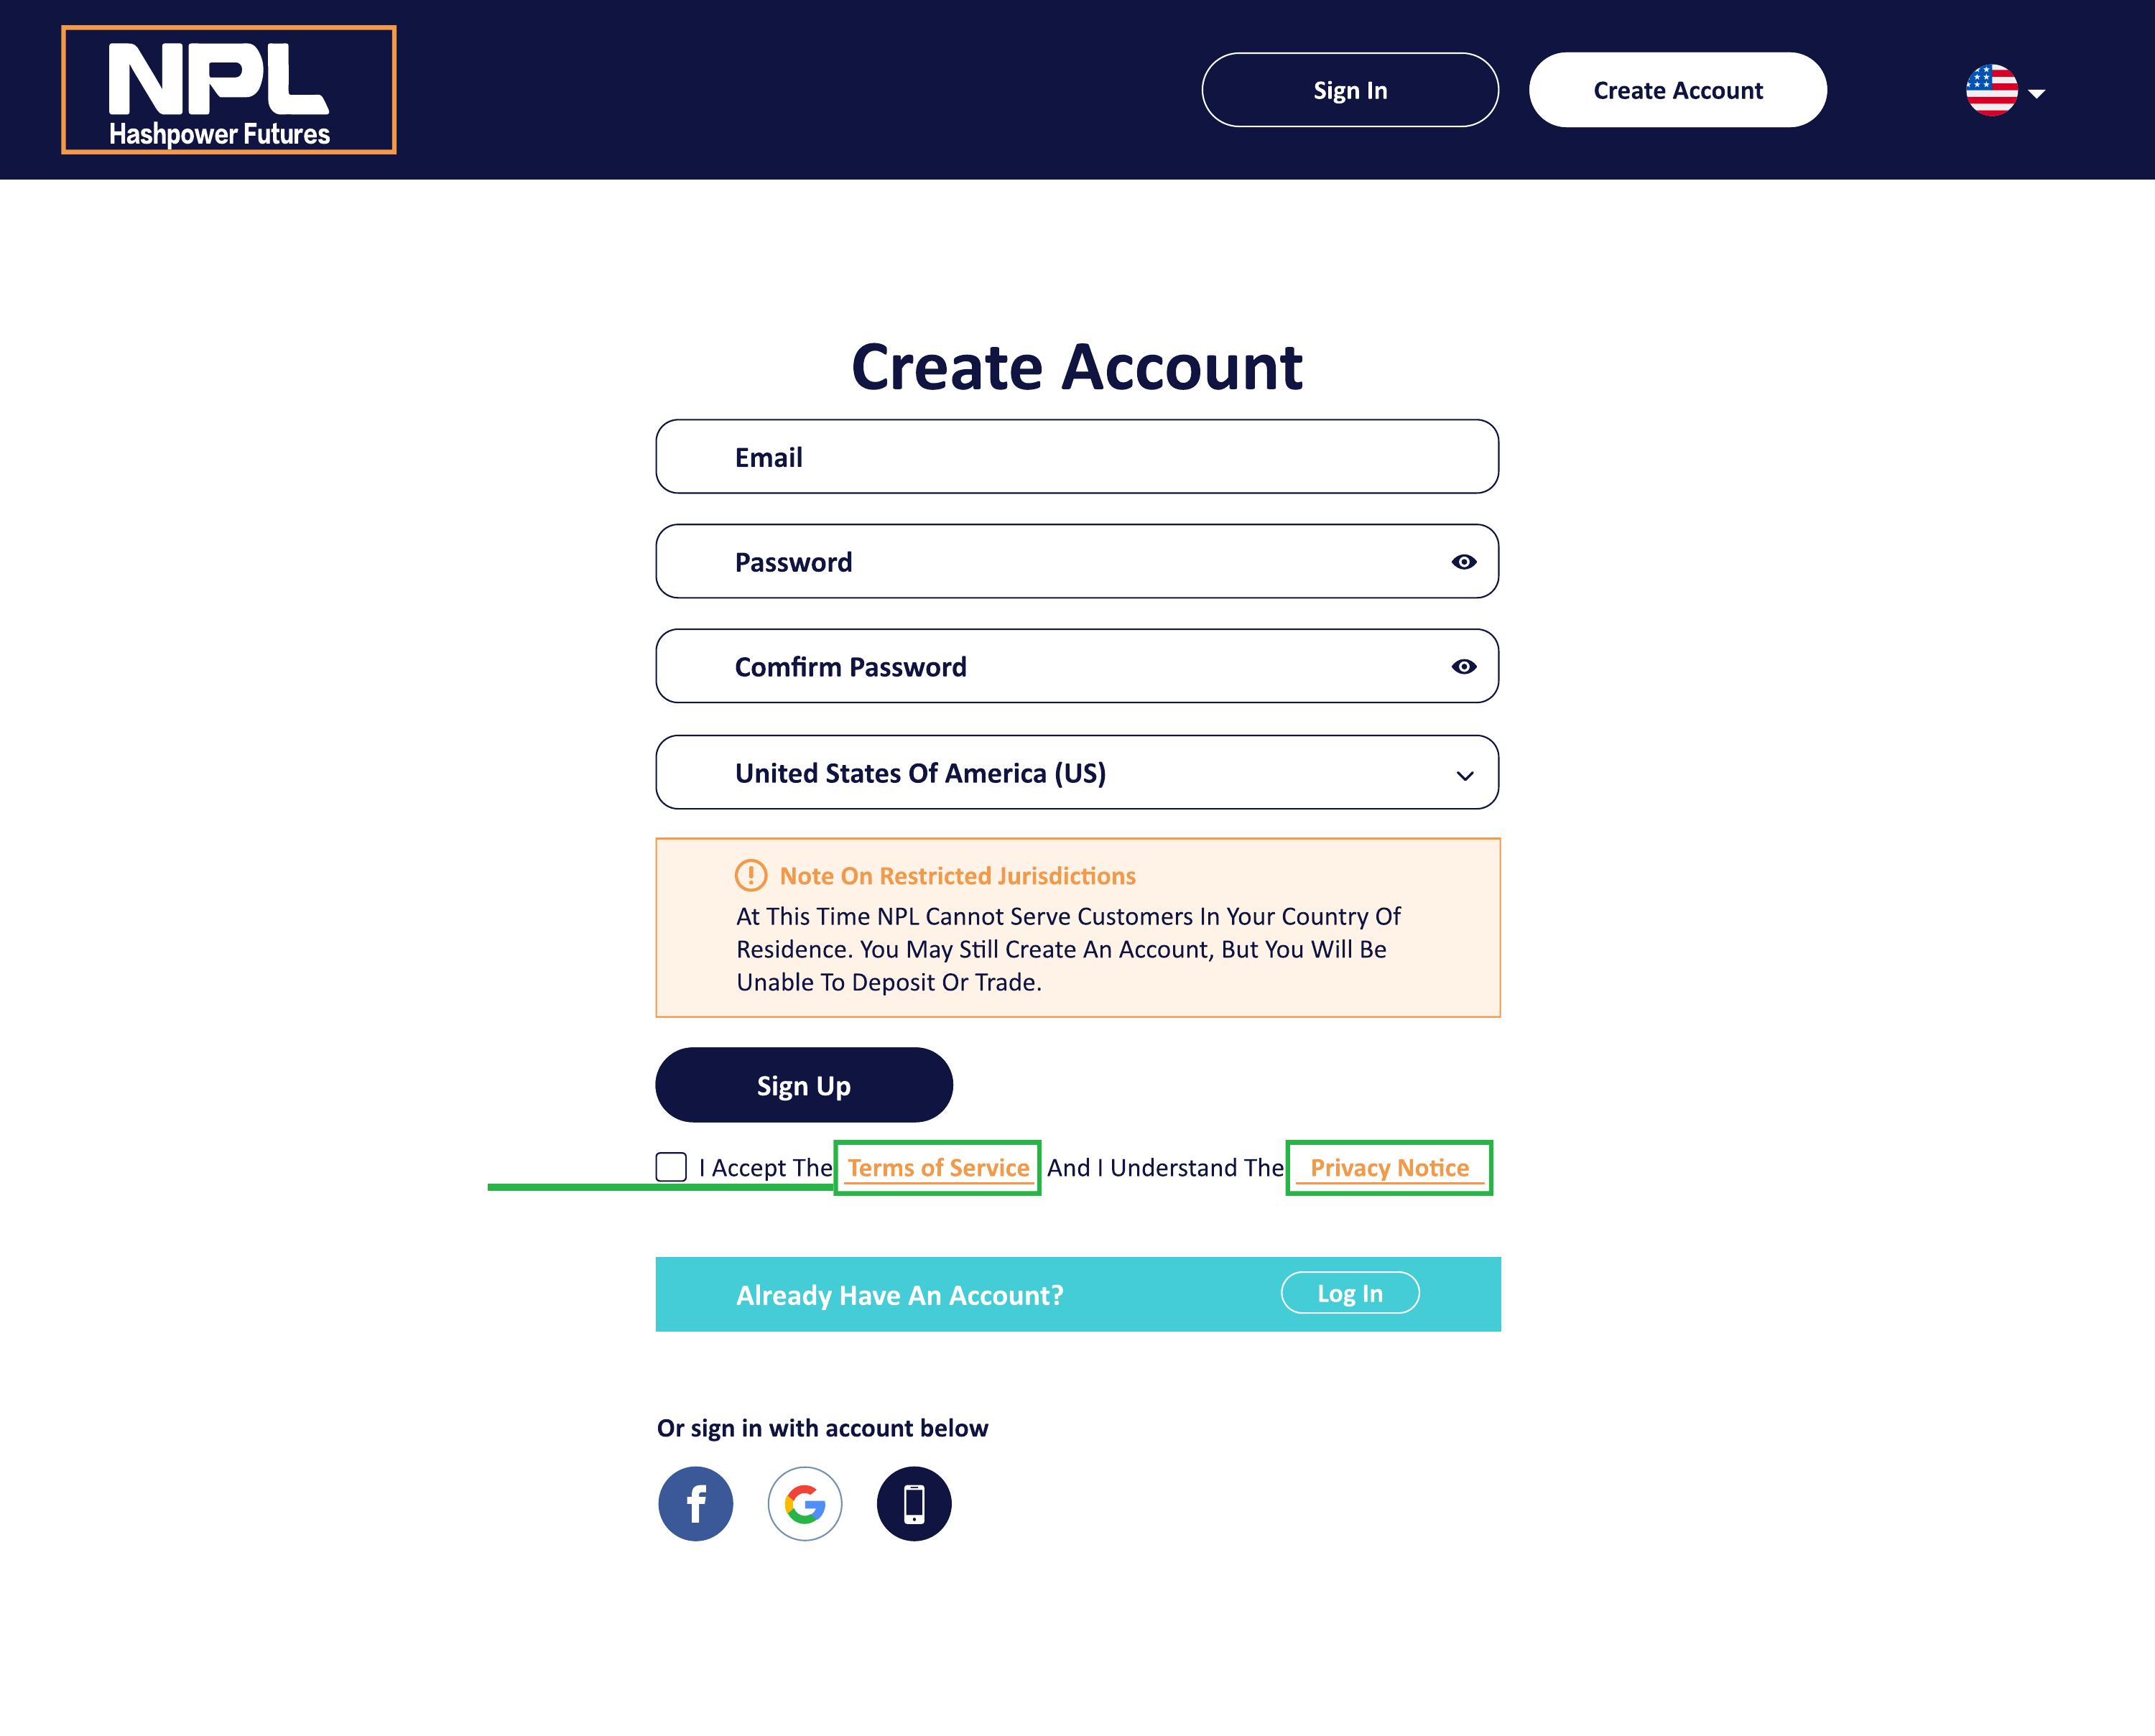 NPL
Hashpower Futures
Sign In
Create Account
Create Account
Email
Password
Comfirm Password
United States Of America (US)
Note On Restricted Jurisdictions
At This Time NPL Cannot Serve Customers In Your Country Of
Residence. You May Still Create An Account, But You Will Be
Unable To Deposit Or Trade.
Sign Up
I Accept The Terms of Service And I Understand The Privacy Notice
Already Have An Account?
Log In
Or sign in with account below